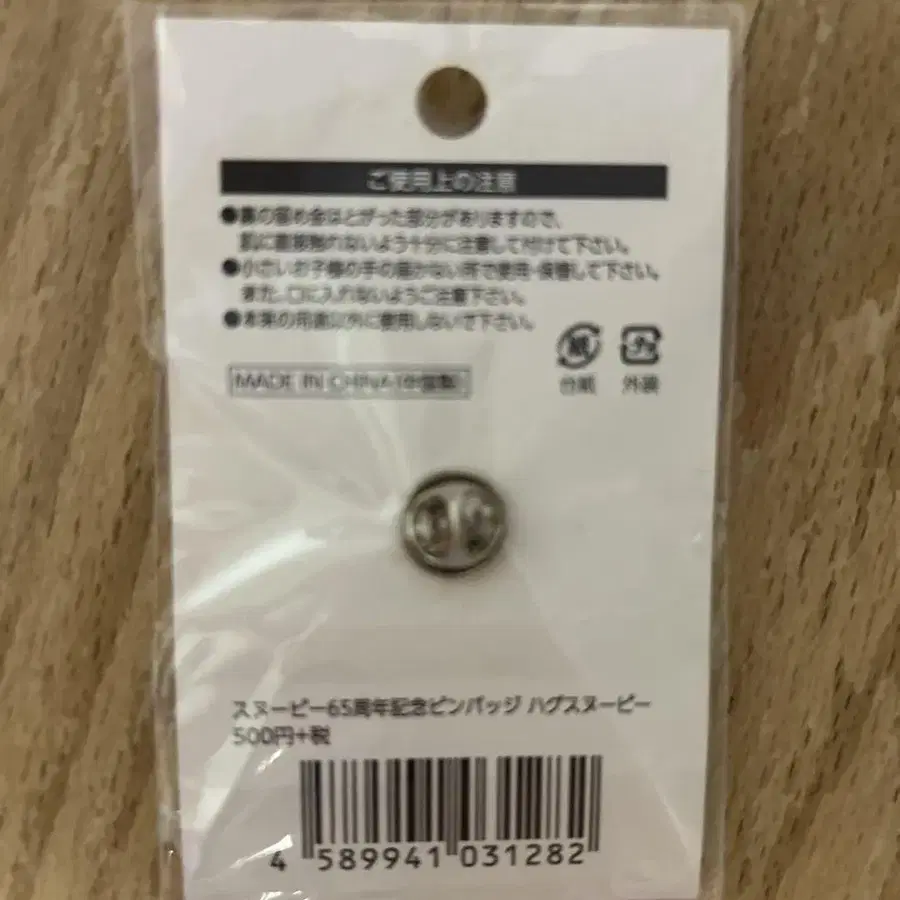 ご使用上の注意
●裏の留め金はとがった部分がありますので、
肌に直接触れないよう十分に注意して付けて下さい。
●小さいお子様の手の届かない所で使用・保管して下さい。
また、口に入れないようご注意下さい。
●本来の用途以外に使用しないで下さい。
紙 プラ
台紙 外装
MADE IN CHINA(中国製)
スヌーピー65周年記念ピンバッジ ハグスヌーピー
500円+税
4 589941 031282